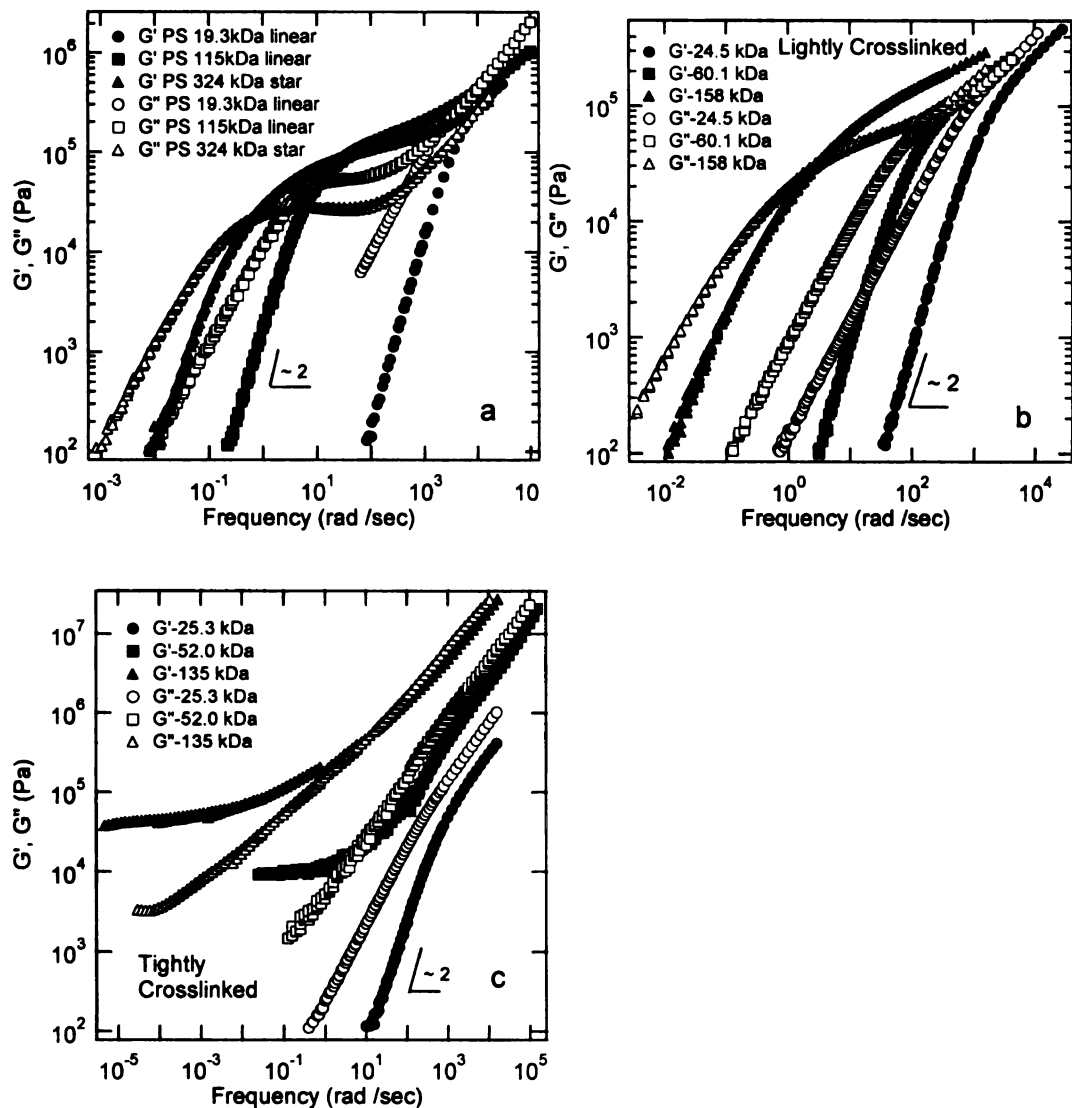 ● G' PS 19.3kDa linear
■ G' PS 115kDa linear
▲ G' PS 324 kDa star
○ G" PS 19.3kDa linear
□ G" PS 115kDa linear
△ G" PS 324 kDa star
10^6
10^5
10^4
10^3
10^2
G', G" (Pa)
~ 2
a
10^-3
10^-1
10^1
10^3
10
Frequency (rad /sec)
Lightly Crosslinked
● G'-24.5 kDa
■ G'-60.1 kDa
▲ G'-158 kDa
○ G"-24.5 kDa
□ G"-60.1 kDa
△ G"-158 kDa
10^5
10^4
10^3
10^2
G', G" (Pa)
~ 2
b
10^-2
10^0
10^2
10^4
Frequency (rad /sec)
● G'-25.3 kDa
■ G'-52.0 kDa
▲ G'-135 kDa
○ G"-25.3 kDa
□ G"-52.0 kDa
△ G"-135 kDa
10^7
10^6
10^5
10^4
10^3
10^2
G', G" (Pa)
Tightly
Crosslinked
~ 2
c
10^-5
10^-3
10^-1
10^1
10^3
10^5
Frequency (rad /sec)